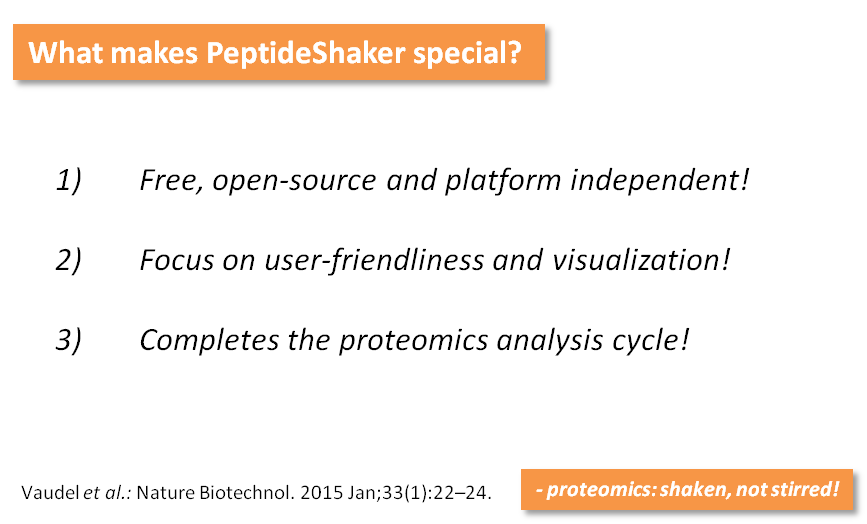 What makes PeptideShaker special?
1) Free, open-source and platform independent!
2) Focus on user-friendliness and visualization!
3) Completes the proteomics analysis cycle!
Vaudel et al.: Nature Biotechnol. 2015 Jan;33(1):22–24.
- proteomics: shaken, not stirred!